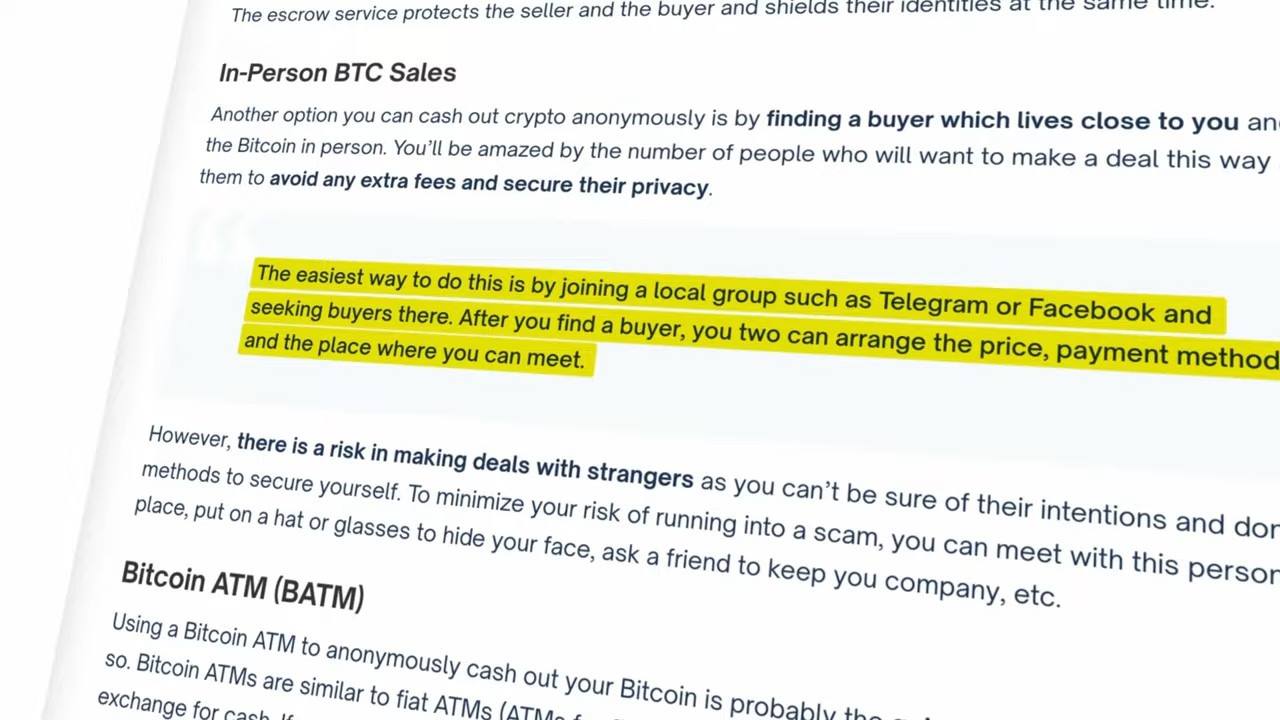 The escrow service protects the seller and the buyer and shields their identities at the same time.
In-Person BTC Sales
Another option you can cash out crypto anonymously is by finding a buyer which lives close to you
the Bitcoin in person. You’ll be amazed by the number of people who will want to make a deal this way
them to avoid any extra fees and secure their privacy.
The easiest way to do this is by joining a local group such as Telegram or Facebook and
seeking buyers there. After you find a buyer, you two can arrange the price, payment method
and the place where you can meet.
However, there is a risk in making deals with strangers as you can’t be sure of their intentions and
methods to secure yourself. To minimize your risk of running into a scam, you can meet with this person
place, put on a hat or glasses to hide your face, ask a friend to keep you company, etc.
Bitcoin ATM (BATM)
Using a Bitcoin ATM to anonymously cash out your Bitcoin is probably the
so. Bitcoin ATMs are similar to fiat ATMs (ATMs
exchange for cash.